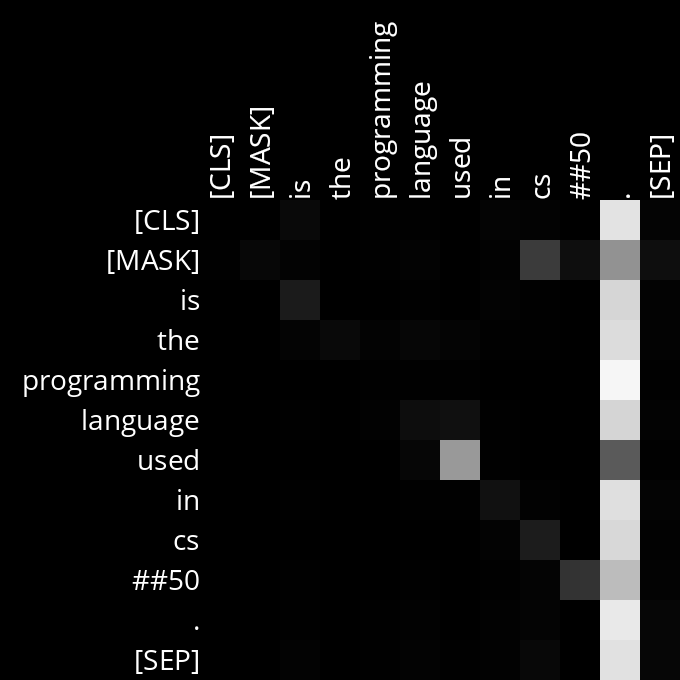 [CLS]
[MASK]
is
the
programming
language
used
in
cs
##50
.
[SEP]
[CLS]
[MASK]
is
the
programming
language
used
in
cs
##50
.
[SEP]